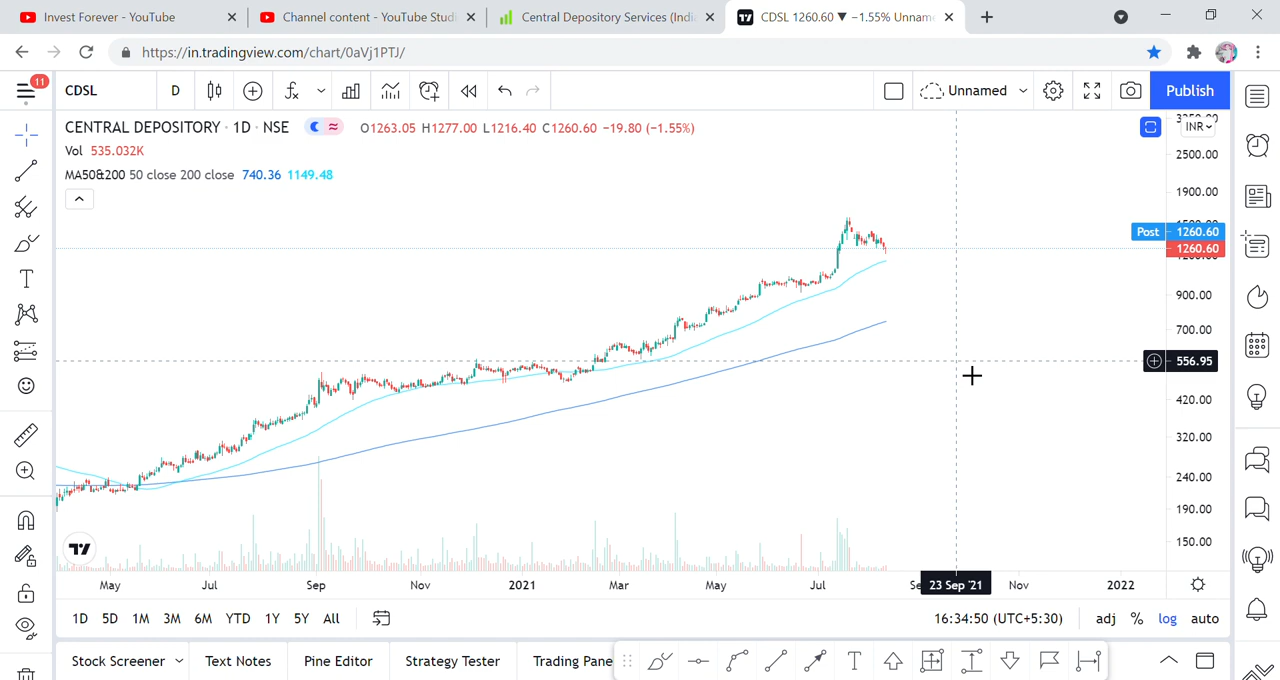 Invest Forever - YouTube
Channel content - YouTube Studi
Central Depository Services (Indi
CDSL 1260.60 ▼ −1.55% Unnam
https://in.tradingview.com/chart/0aVj1PTJ/
11
CDSL
D
Unnamed
Publish
CENTRAL DEPOSITORY · 1D · NSE
O1263.05 H1277.00 L1216.40 C1260.60 −19.80 (−1.55%)
INR
Vol 535.032K
MA50&200 50 close 200 close 740.36 1149.48
2500.00
1900.00
Post 1260.60
1260.60
900.00
700.00
556.95
420.00
320.00
240.00
190.00
150.00
May Jul Sep Nov 2021 Mar May Jul 23 Sep '21 Nov 2022
1D 5D 1M 3M 6M YTD 1Y 5Y All
16:34:50 (UTC+5:30) adj % log auto
Stock Screener Text Notes Pine Editor Strategy Tester Trading Pane